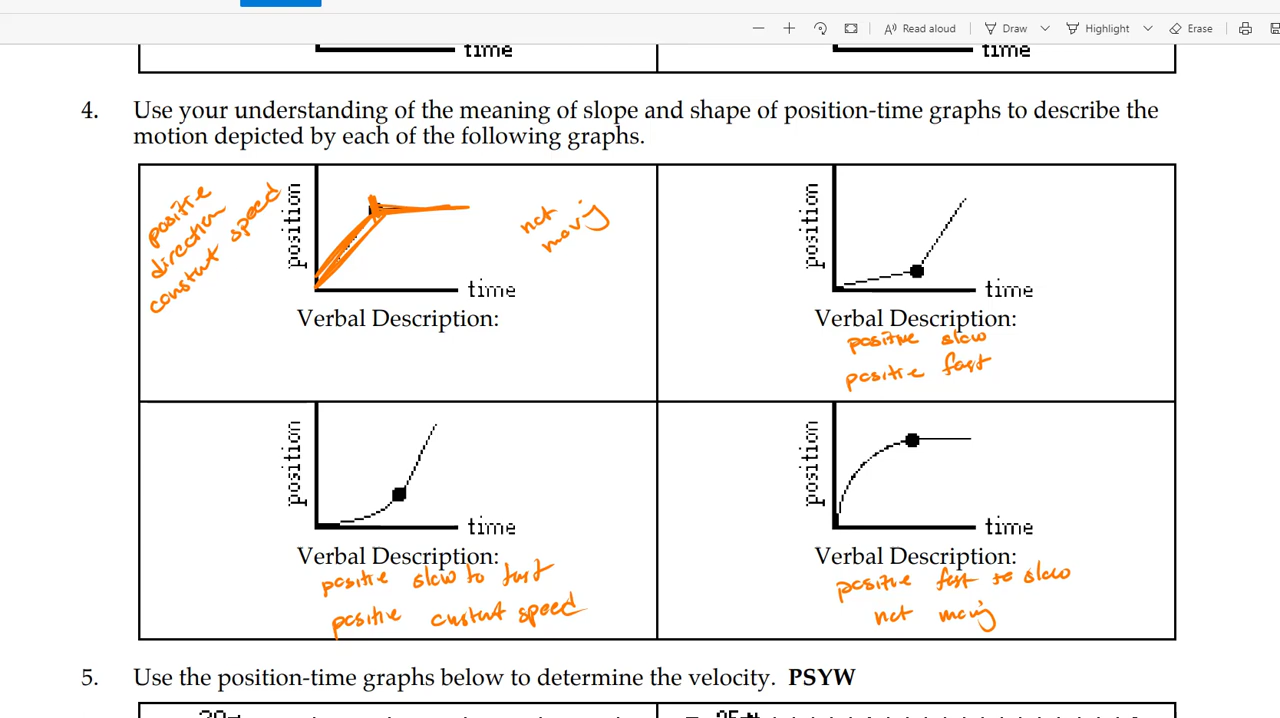 Read aloud
Draw
Highlight
Erase
time
time
4. Use your understanding of the meaning of slope and shape of position-time graphs to describe the
motion depicted by each of the following graphs.
positive
direction
constant speed
position
not
moving
time
Verbal Description:
position
time
Verbal Description:
positive slow
positive fast
position
time
Verbal Description:
positive slow to fast
positive constant speed
position
time
Verbal Description:
positive fast to slow
not moving
5. Use the position-time graphs below to determine the velocity. PSYW